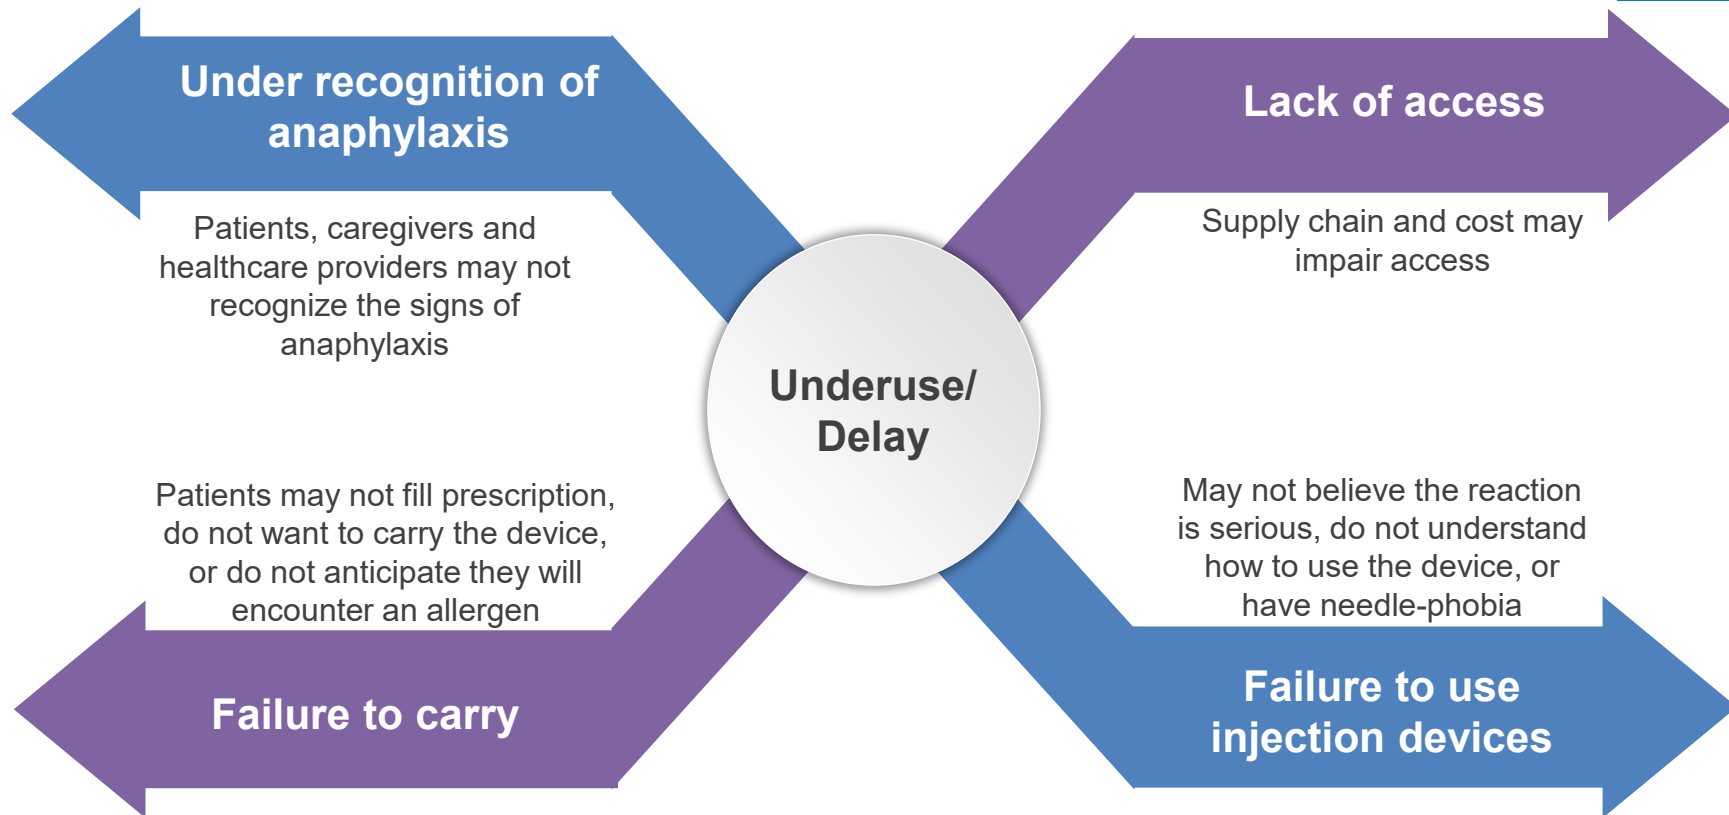 Under recognition of
anaphylaxis
Patients, caregivers and
healthcare providers may not
recognize the signs of
anaphylaxis
Lack of access
Supply chain and cost may
impair access
Underuse/
Delay
Patients may not fill prescription,
do not want to carry the device,
or do not anticipate they will
encounter an allergen
Failure to carry
May not believe the reaction
is serious, do not understand
how to use the device, or
have needle-phobia
Failure to use
injection devices